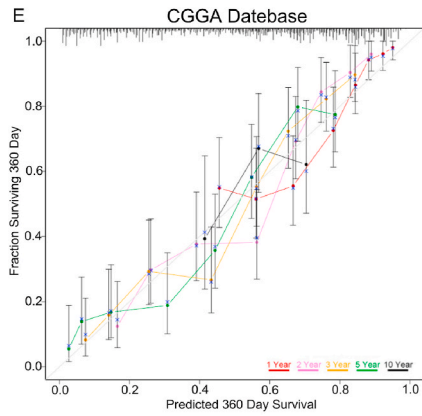 E
CGGA Datebase
Fraction Surviving 360 Day
1.0
0.8
0.6
0.4
0.2
0.0
1 Year 2 Year 3 Year 5 Year 10 Year
0.0 0.2 0.4 0.6 0.8 1.0
Predicted 360 Day Survival